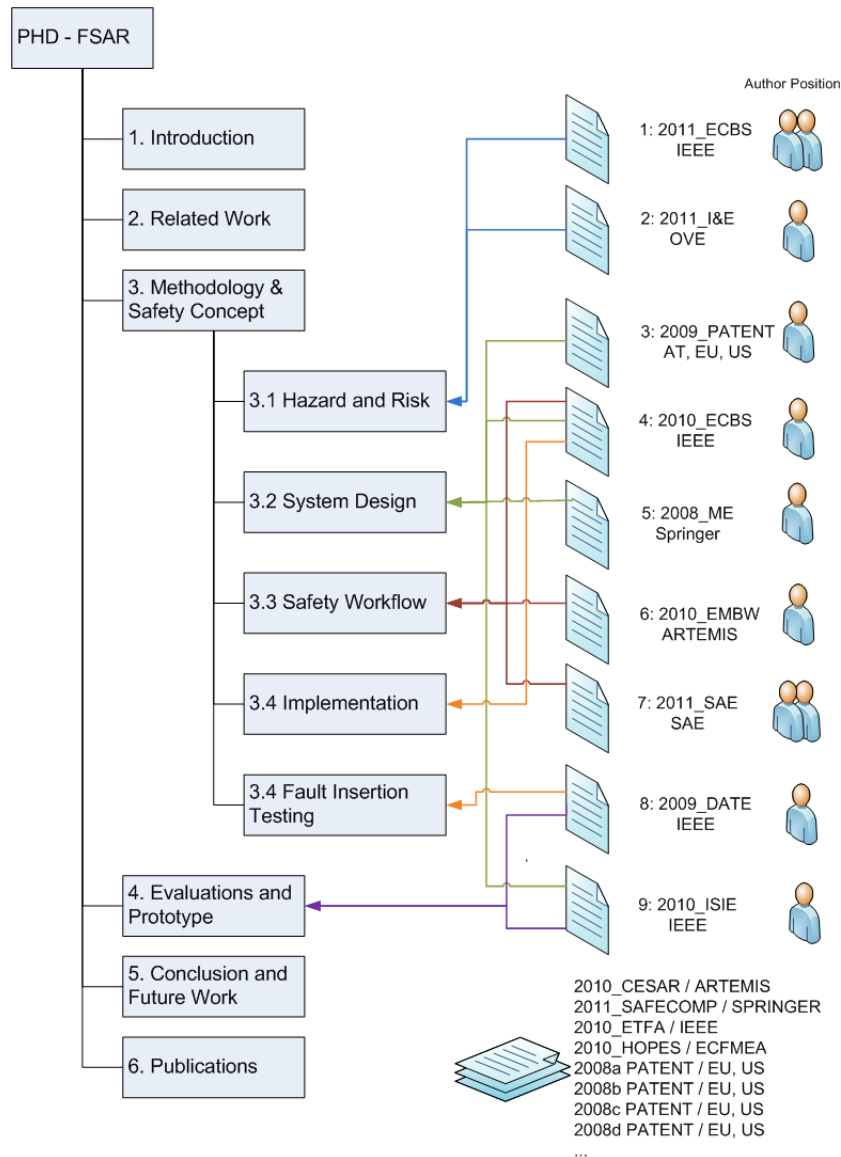 PHD - FSAR
1. Introduction
2. Related Work
3. Methodology &
Safety Concept
3.1 Hazard and Risk
3.2 System Design
3.3 Safety Workflow
3.4 Implementation
3.4 Fault Insertion
Testing
4. Evaluations and
Prototype
5. Conclusion and
Future Work
6. Publications
Author Position
1: 2011_ECBS
IEEE
2: 2011_I&E
OVE
3: 2009_PATENT
AT, EU, US
4: 2010_ECBS
IEEE
5: 2008_ME
Springer
6: 2010_EMBW
ARTEMIS
7: 2011_SAE
SAE
8: 2009_DATE
IEEE
9: 2010_ISIE
IEEE
2010_CESAR / ARTEMIS
2011_SAFECOMP / SPRINGER
2010_ETFA / IEEE
2010_HOPES / ECFMEA
2008a PATENT / EU, US
2008b PATENT / EU, US
2008c PATENT / EU, US
2008d PATENT / EU, US
...